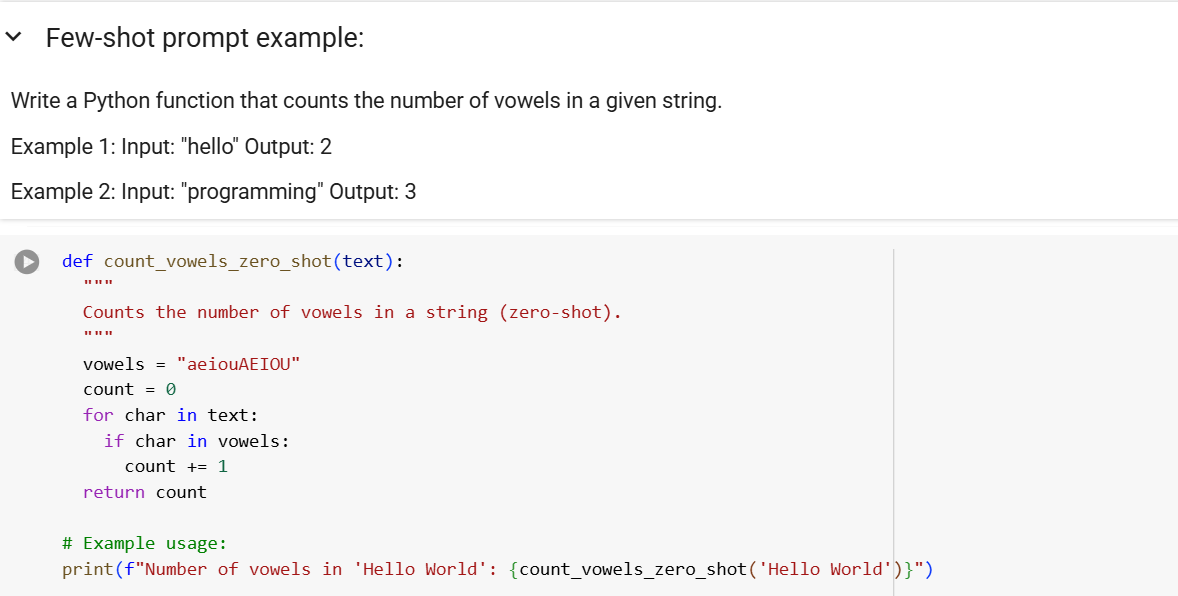 Few-shot prompt example:
Write a Python function that counts the number of vowels in a given string.
Example 1: Input: "hello" Output: 2
Example 2: Input: "programming" Output: 3
def count_vowels_zero_shot(text):
  """
  Counts the number of vowels in a string (zero-shot).
  """
  vowels = "aeiouAEIOU"
  count = 0
  for char in text:
    if char in vowels:
      count += 1
  return count

# Example usage:
print(f"Number of vowels in 'Hello World': {count_vowels_zero_shot('Hello World')}")